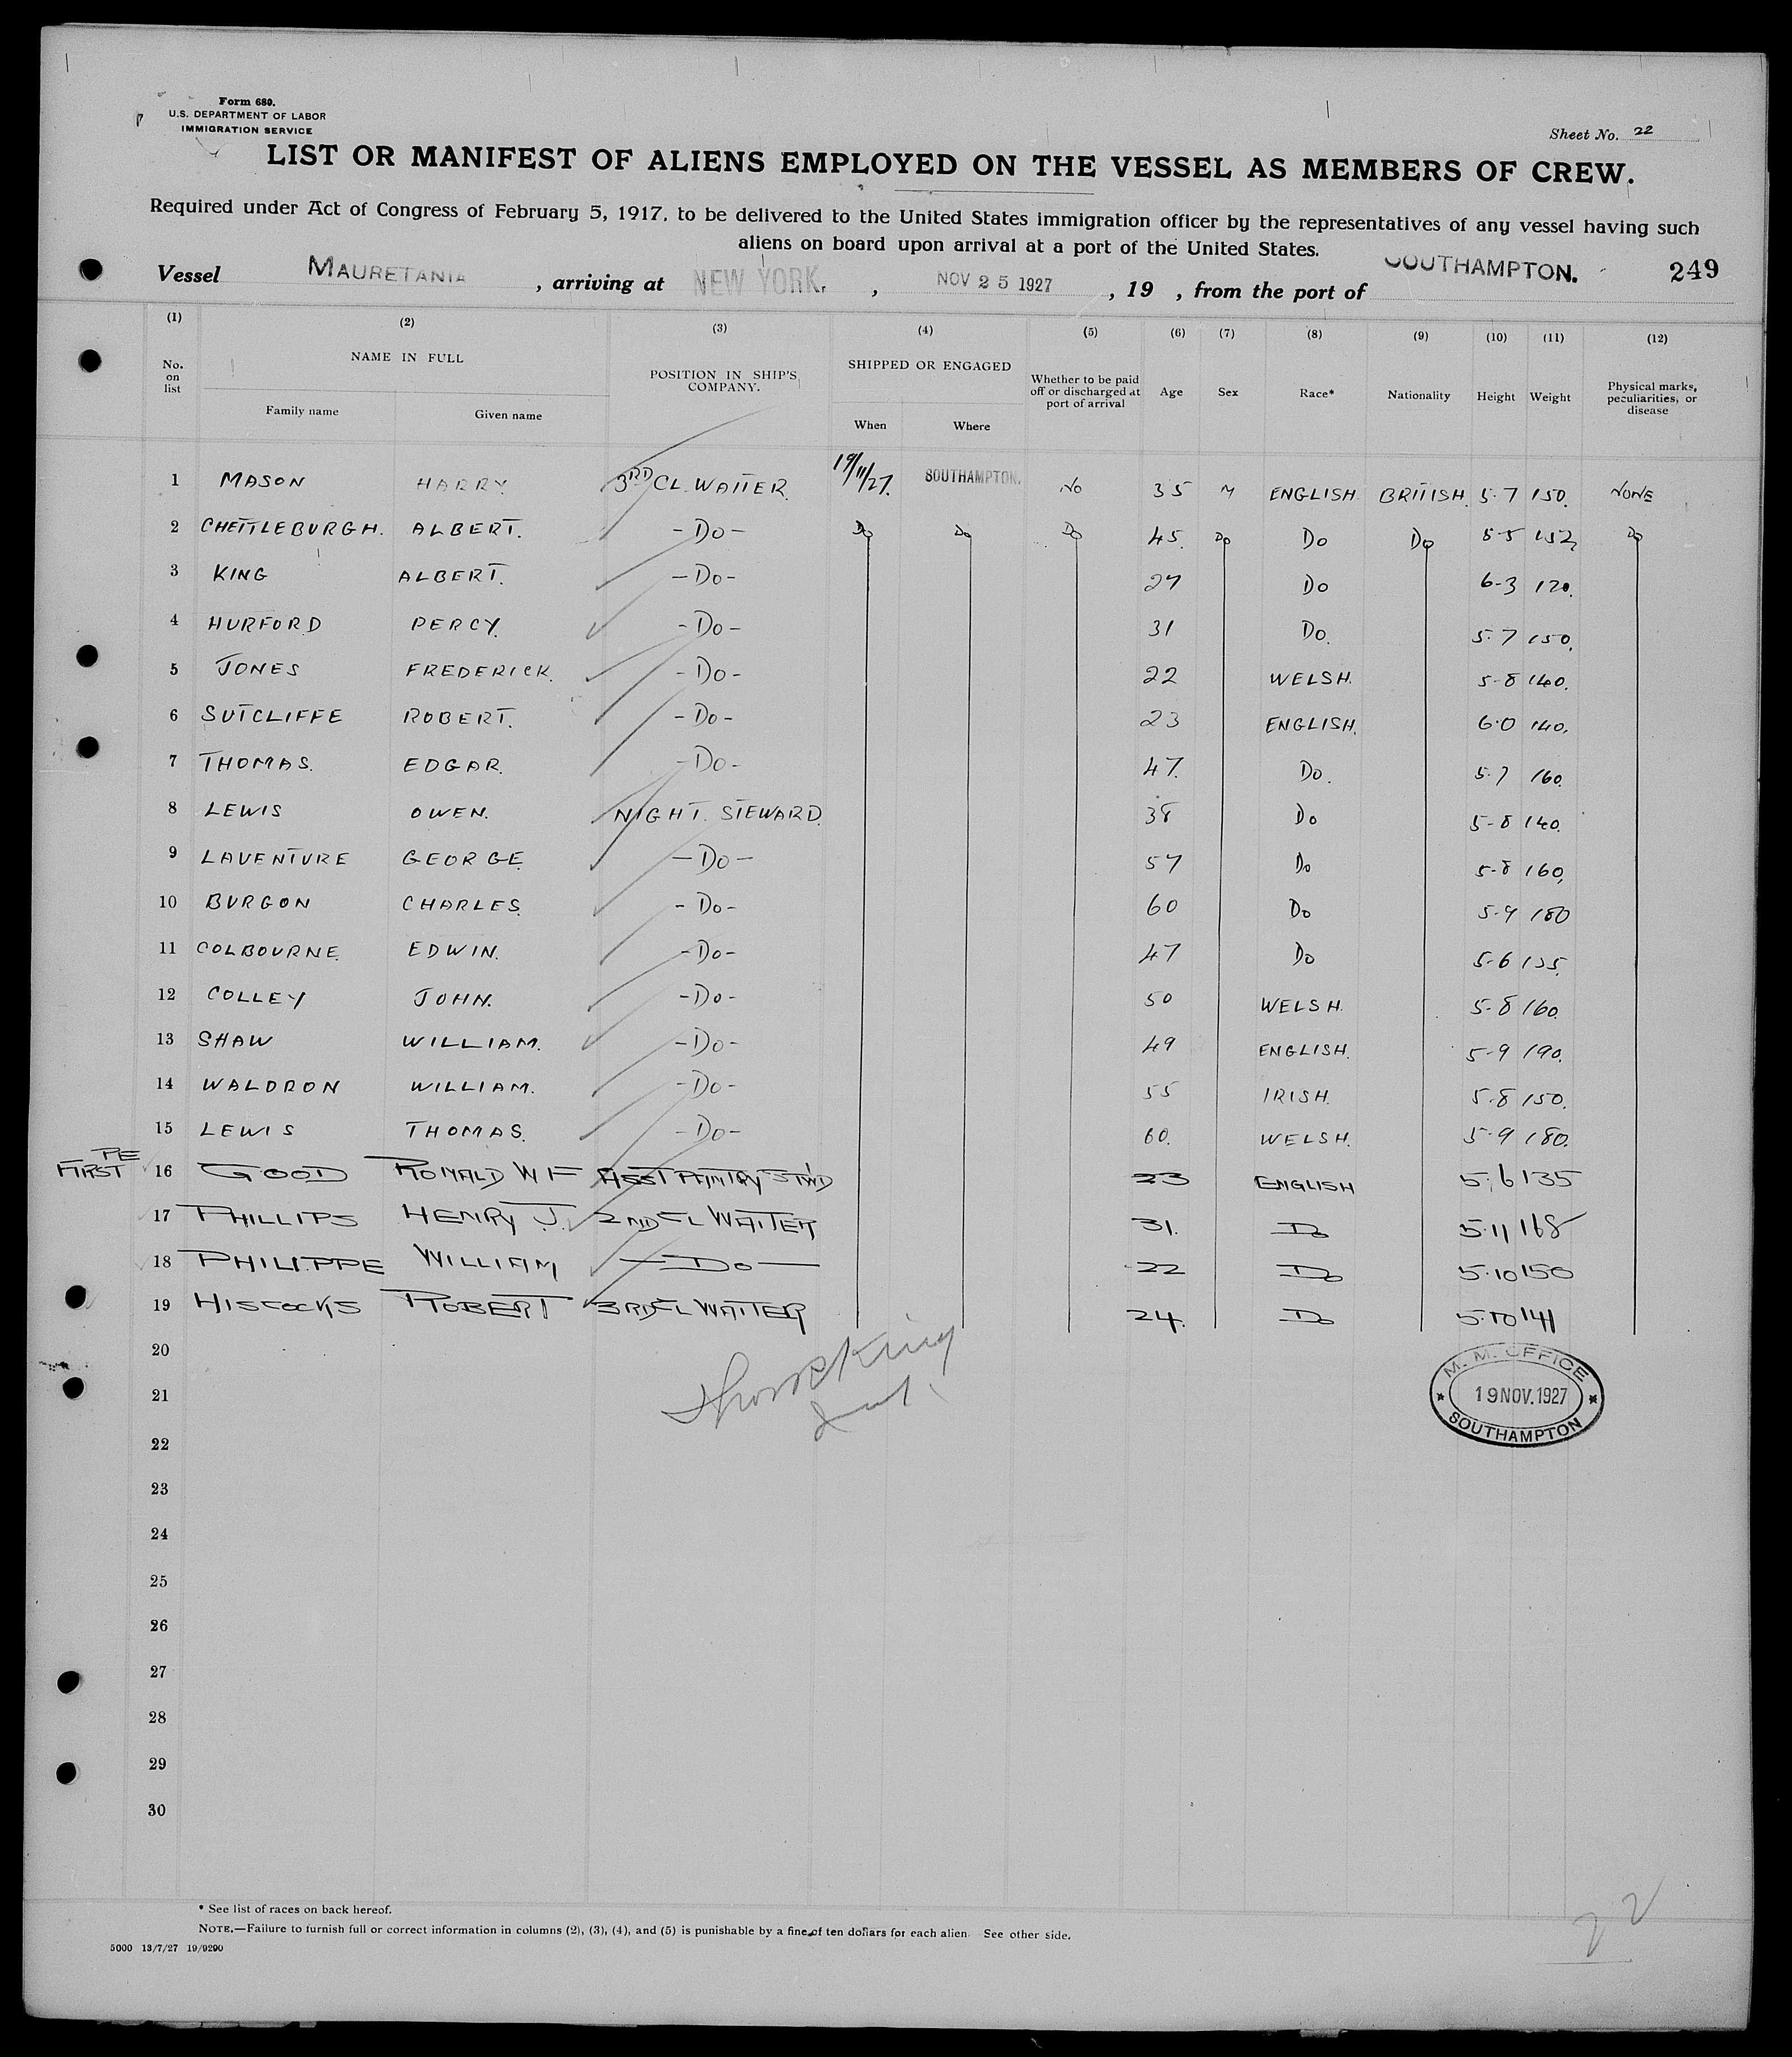 Form 680.
U.S. DEPARTMENT OF LABOR
IMMIGRATION SERVICE
Sheet No. 22
LIST OR MANIFEST OF ALIENS EMPLOYED ON THE VESSEL AS MEMBERS OF CREW.
Required under Act of Congress of February 5, 1917, to be delivered to the United States immigration officer by the representatives of any vessel having such
aliens on board upon arrival at a port of the United States.
Vessel MAURETANIA, arriving at NEW YORK, , NOV 25 1927, 19 , from the port of SOUTHAMPTON. 249
(1) (2) (3) (4) (5) (6) (7) (8) (9) (10) (11) (12)
No. on list NAME IN FULL Family name Given name POSITION IN SHIP'S COMPANY. SHIPPED OR ENGAGED When Where Whether to be paid off or discharged at port of arrival Age Sex Race* Nationality Height Weight Physical marks, peculiarities, or disease
1 MASON HARRY 3RD CL. WAITER. 19/11/27. SOUTHAMPTON. No 35 M ENGLISH. BRITISH. 5.7 150. NONE
2 CHETTLEBURGH. ALBERT. -Do- Do Do Do 45. Do Do Do 5-5 152, Do
3 KING ALBERT. -Do- 27 Do 6-3 120.
4 HURFORD PERCY. -Do- 31 Do. 5.7 150.
5 JONES FREDERICK. -Do- 22 WELSH. 5-8 140.
6 SUTCLIFFE ROBERT. -Do- 23 ENGLISH. 6.0 140.
7 THOMAS. EDGAR. -Do- 47. Do. 5.7 160.
8 LEWIS OWEN. NIGHT. STEWARD. 38 Do 5-8 140.
9 LAVENTURE GEORGE. -Do- 57 Do 5-8 160,
10 BURGON CHARLES. -Do- 60 Do 5-9 180
11 COLBOURNE. EDWIN. -Do- 47 Do 5-6 135.
12 COLLEY JOHN. -Do- 50 WELSH. 5-8 160.
13 SHAW WILLIAM. -Do- 49 ENGLISH. 5-9 190.
14 WALDRON WILLIAM. -Do- 55 IRISH. 5.8 150.
15 LEWIS THOMAS. -Do- 60. WELSH. 5-9 180.
PE
FIRST 16 GOOD RONALD W F ASST PANTRY STWD 23 ENGLISH 5.6 135
17 PHILLIPS HENRY J. 2ND CL WAITER 31. Do 5.11 168
18 PHILIPPE WILLIAM -Do- 22 Do 5.10 150
19 HISCOCKS ROBERT 3RD CL WAITER 24. Do 5.10 141
20
21
22
23
24
25
26
27
28
29
30
M. M. OFFICE
19 NOV. 1927
SOUTHAMPTON
* See list of races on back hereof.
NOTE.—Failure to furnish full or correct information in columns (2), (3), (4), and (5) is punishable by a fine of ten dollars for each alien. See other side.
5000 13/7/27 19/9290
22